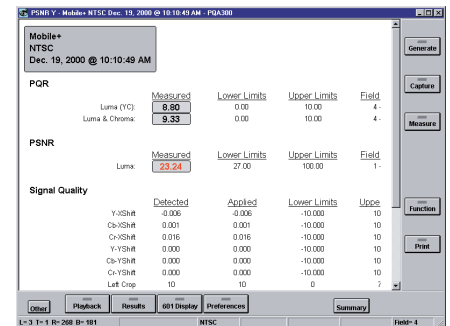 PSNR Y - Mobile+ NTSC Dec. 19, 2000 @ 10:10:49 AM - PQA300
Mobile+
NTSC
Dec. 19, 2000 @ 10:10:49 AM
Generate
Capture
Measure
Function
Print
PQR
Measured Lower Limits Upper Limits Field
Luma (YC): 8.80 0.00 10.00 4 -
Luma & Chroma: 9.33 0.00 10.00 4 -
PSNR
Measured Lower Limits Upper Limits Field
Luma: 23.24 27.00 100.00 1 -
Signal Quality
Detected Applied Lower Limits Uppe
Y-XShift -0.006 -0.006 -10.000 10
Cb-XShift 0.001 0.001 -10.000 10
Cr-XShift 0.016 0.016 -10.000 10
Y-YShift 0.000 0.000 -10.000 10
Cb-YShift 0.000 0.000 -10.000 10
Cr-YShift 0.000 0.000 -10.000 10
Left Crop 10 10 0 7
Other Playback Results 601 Display Preferences Summary
L= 3 T= 1 R= 268 B= 181 NTSC Field= 4